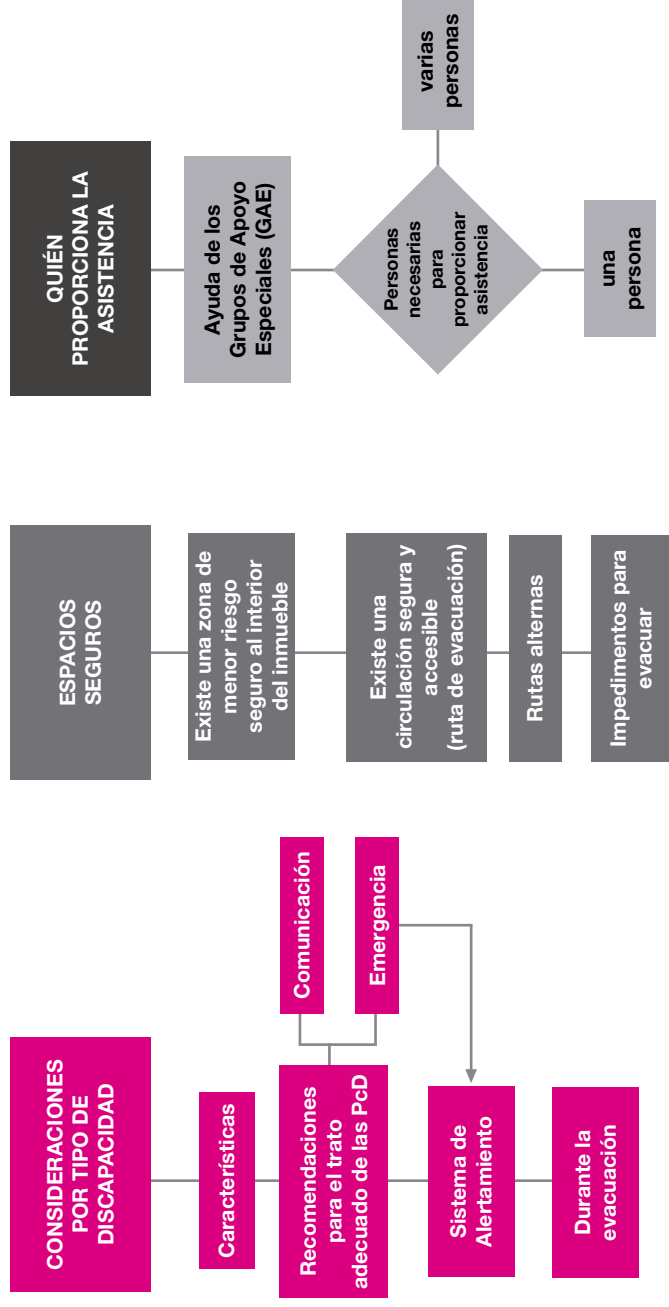 CONSIDERACIONES
POR TIPO DE
DISCAPACIDAD
Características
Recomendaciones
para el trato
adecuado de las PcD
Comunicación
Emergencia
Sistema de
Alertamiento
Durante la
evacuación
ESPACIOS
SEGUROS
Existe una zona de
menor riesgo
seguro al interior
del inmueble
Existe una
circulación segura y
accesible
(ruta de evacuación)
Rutas alternas
Impedimentos para
evacuar
QUIÉN
PROPORCIONA LA
ASISTENCIA
Ayuda de los
Grupos de Apoyo
Especiales (GAE)
Personas
necesarias
para
proporcionar
asistencia
varias
personas
una
persona